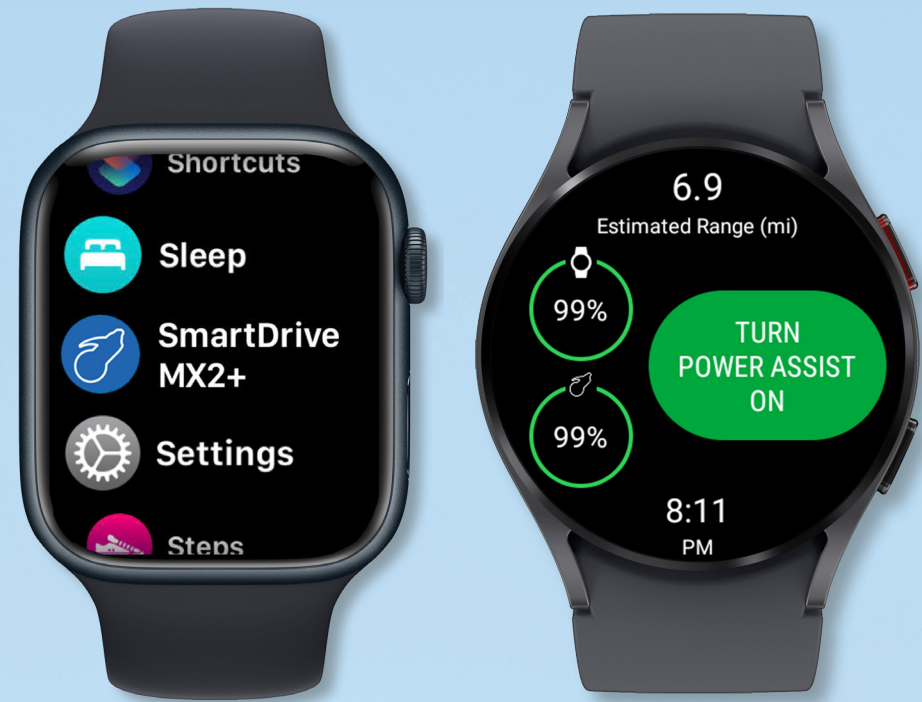 Shortcuts
Sleep
SmartDrive
MX2+
Settings
Steps
6.9
Estimated Range (mi)
99%
99%
TURN
POWER ASSIST
ON
8:11
PM